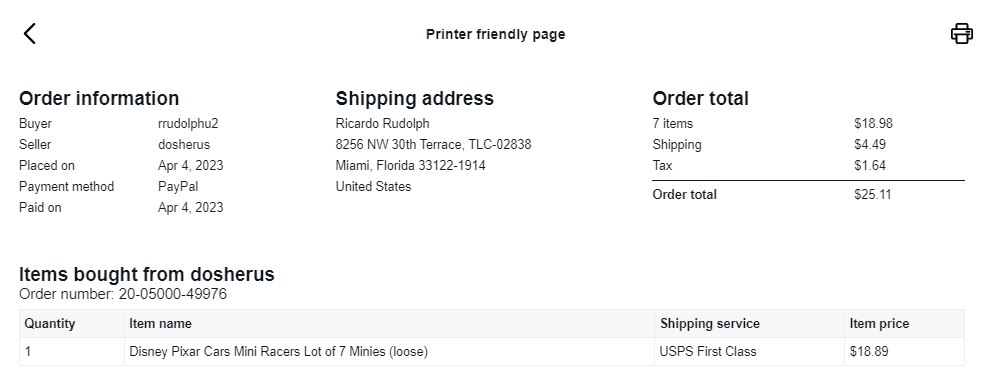 Printer friendly page
Order information
Buyer rrudolphu2
Seller dosherus
Placed on Apr 4, 2023
Payment method PayPal
Paid on Apr 4, 2023
Shipping address
Ricardo Rudolph
8256 NW 30th Terrace, TLC-02838
Miami, Florida 33122-1914
United States
Order total
7 items $18.98
Shipping $4.49
Tax $1.64
Order total $25.11
Items bought from dosherus
Order number: 20-05000-49976
Quantity Item name Shipping service Item price
1 Disney Pixar Cars Mini Racers Lot of 7 Minies (loose) USPS First Class $18.89